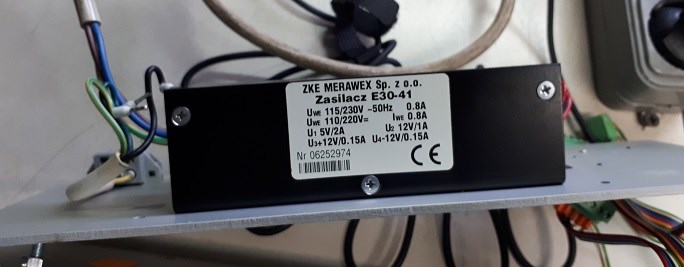 ZKE MERAWEX Sp. z o.o.
Zasilacz E30-41
UWE 115/230V ~50Hz 0.8A
UWE 110/220V= IWE 0.8A
U1 5V/2A U2 12V/1A
U3+12V/0.15A U4-12V/0.15A
Nr 06252974 CE